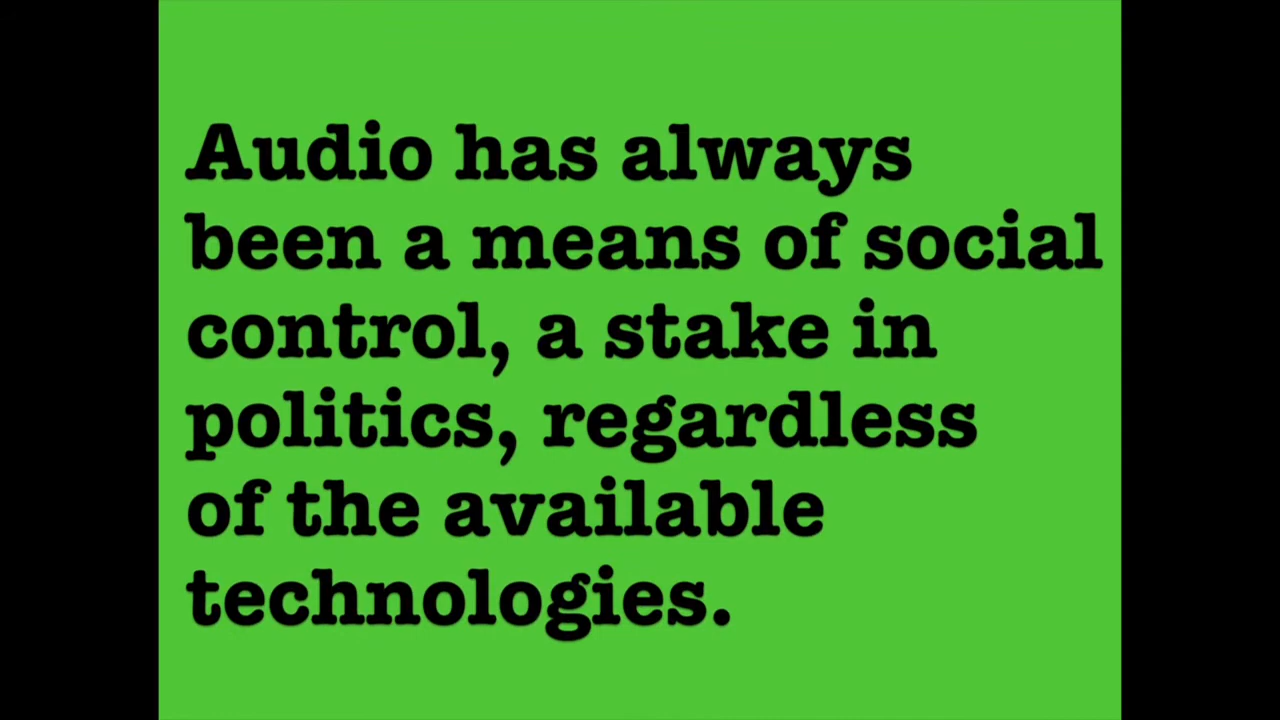 Audio has always
been a means of social
control, a stake in
politics, regardless
of the available
technologies.